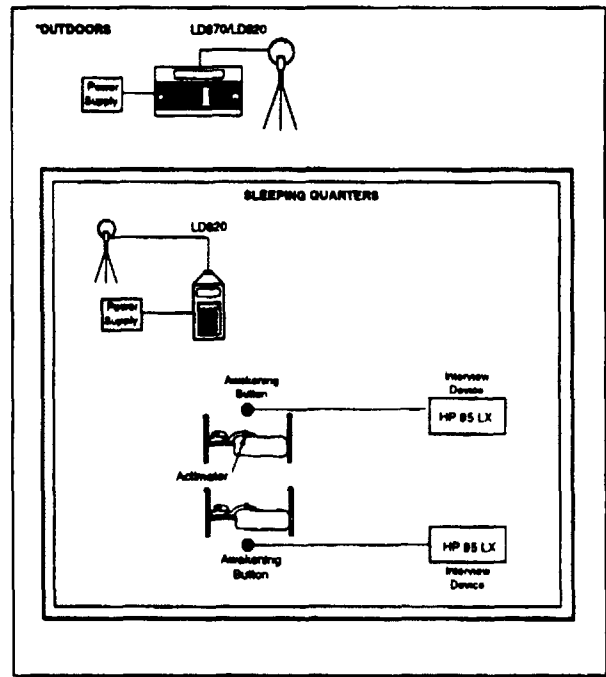 "OUTDOORS
LD870/LD820
Power
Supply
SLEEPING QUARTERS
LD820
Power
Supply
Awakening
Button
Interview
Device
HP 95 LX
Actimeter
HP 95 LX
Awakening
Button
Interview
Device